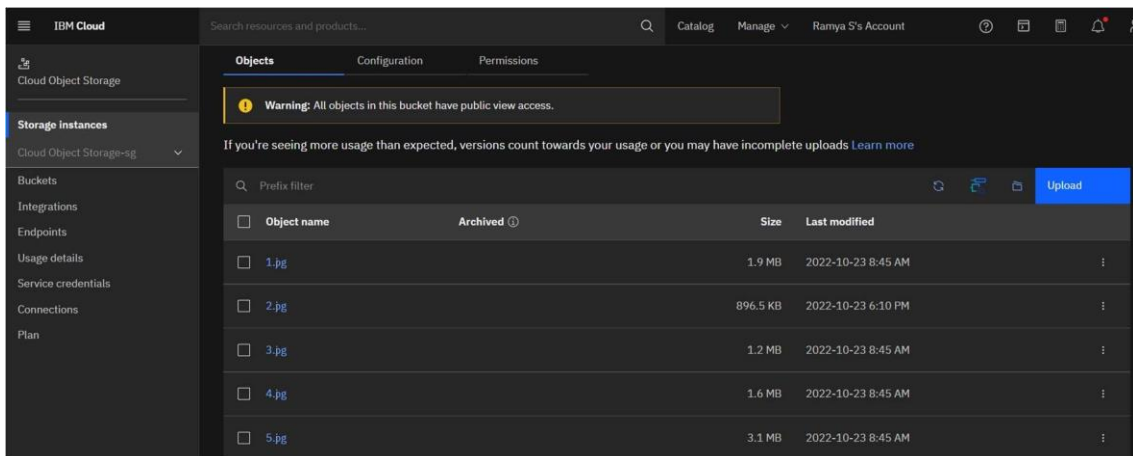 IBM Cloud
Search resources and products...
Catalog
Manage
Ramya S's Account
Cloud Object Storage
Storage instances
Cloud Object Storage-sg
Buckets
Integrations
Endpoints
Usage details
Service credentials
Connections
Plan
Objects
Configuration
Permissions
Warning: All objects in this bucket have public view access.
If you're seeing more usage than expected, versions count towards your usage or you may have incomplete uploads Learn more
Prefix filter
Upload
Object name Archived Size Last modified
1.jpg 1.9 MB 2022-10-23 8:45 AM
2.jpg 896.5 KB 2022-10-23 6:10 PM
3.jpg 1.2 MB 2022-10-23 8:45 AM
4.jpg 1.6 MB 2022-10-23 8:45 AM
5.jpg 3.1 MB 2022-10-23 8:45 AM